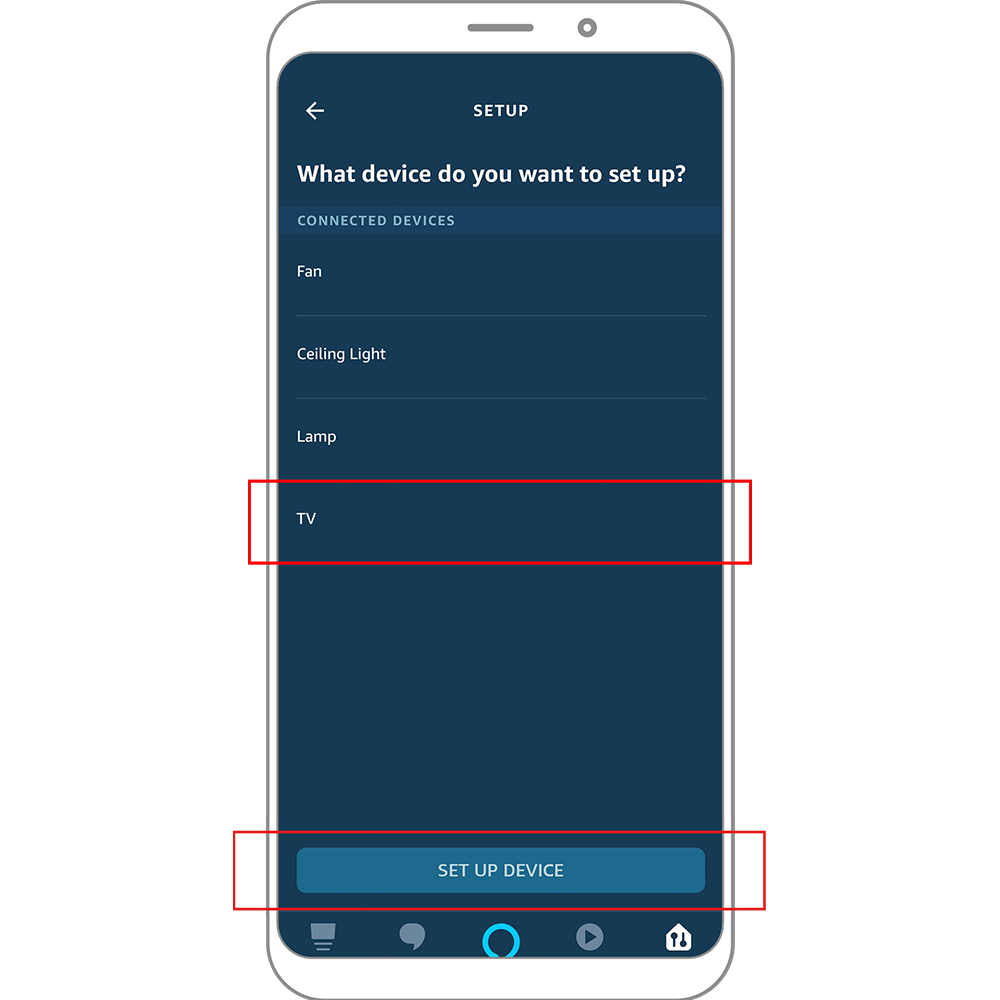 SETUP
What device do you want to set up?
CONNECTED DEVICES
Fan
Ceiling Light
Lamp
TV
SET UP DEVICE